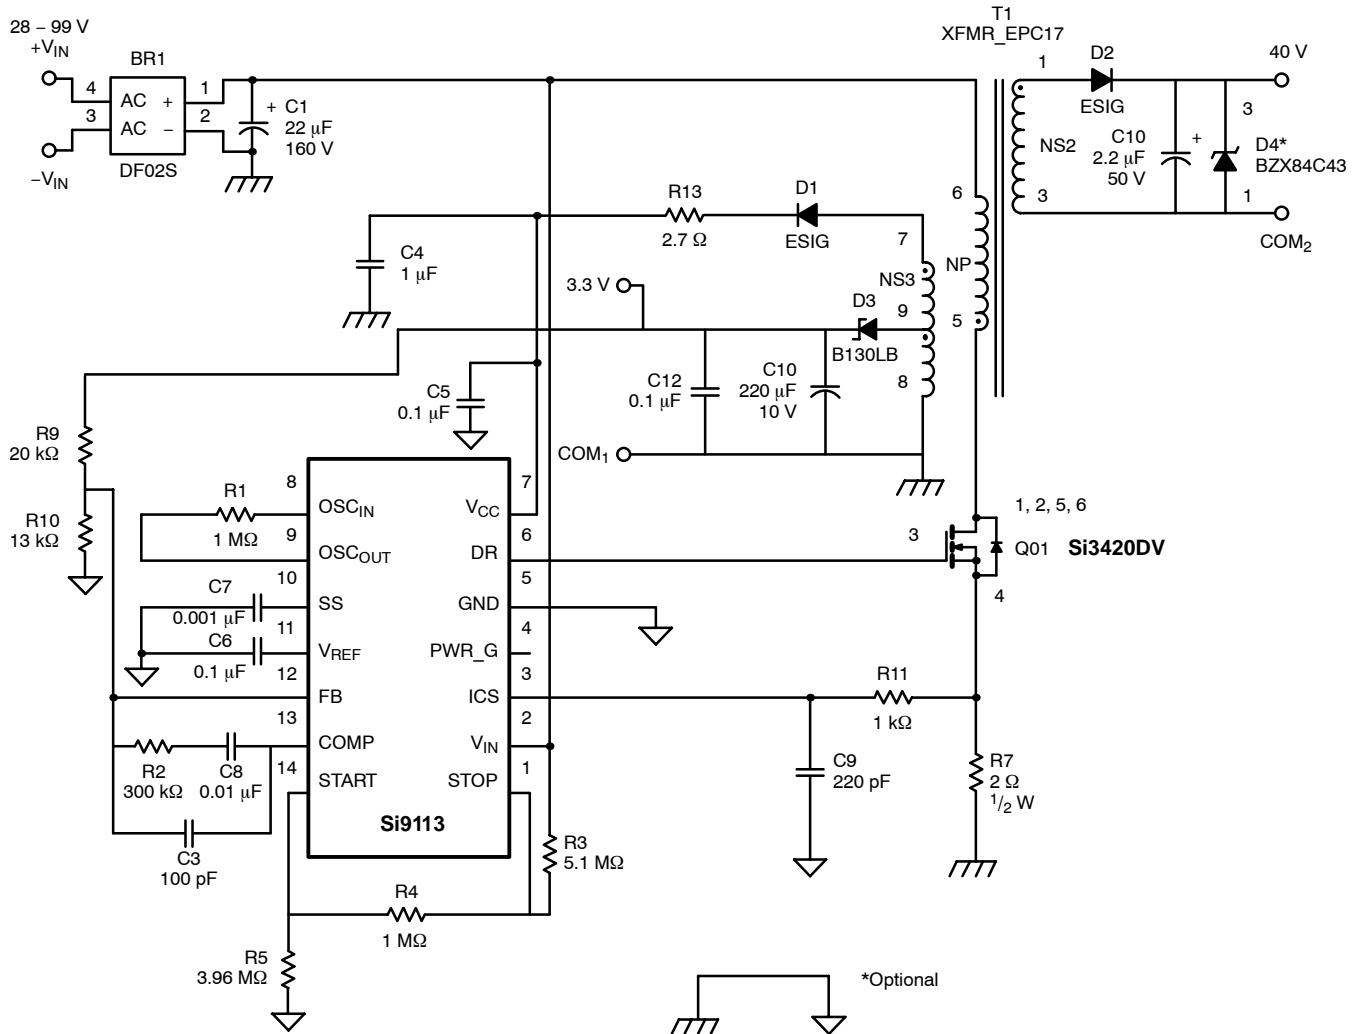 T1
XFMR_EPC17
28 – 99 V
+VIN
BR1
4
AC
+
1
3
AC
–
2
DF02S
–VIN
+
C1
22 µF
160 V
1
D2
ESIG
40 V
NS2
C10
2.2 µF
50 V
+
3
D4*
BZX84C43
3
1
COM2
R13
2.7 Ω
D1
ESIG
7
6
C4
1 µF
3.3 V
NS3
NP
D3
9
5
B130LB
8
C5
0.1 µF
C12
0.1 µF
C10
220 µF
10 V
COM1
R9
20 kΩ
R10
13 kΩ
R1
1 MΩ
8
OSCIN
9
OSCOUT
10
SS
11
VREF
12
FB
13
COMP
14
START
7
VCC
6
DR
5
GND
4
PWR_G
3
ICS
2
VIN
1
STOP
Si9113
C7
0.001 µF
C6
0.1 µF
R2
300 kΩ
C8
0.01 µF
C3
100 pF
1, 2, 5, 6
3
Q01
Si3420DV
4
R11
1 kΩ
C9
220 pF
R7
2 Ω
1/2 W
R3
5.1 MΩ
R4
1 MΩ
R5
3.96 MΩ
*Optional